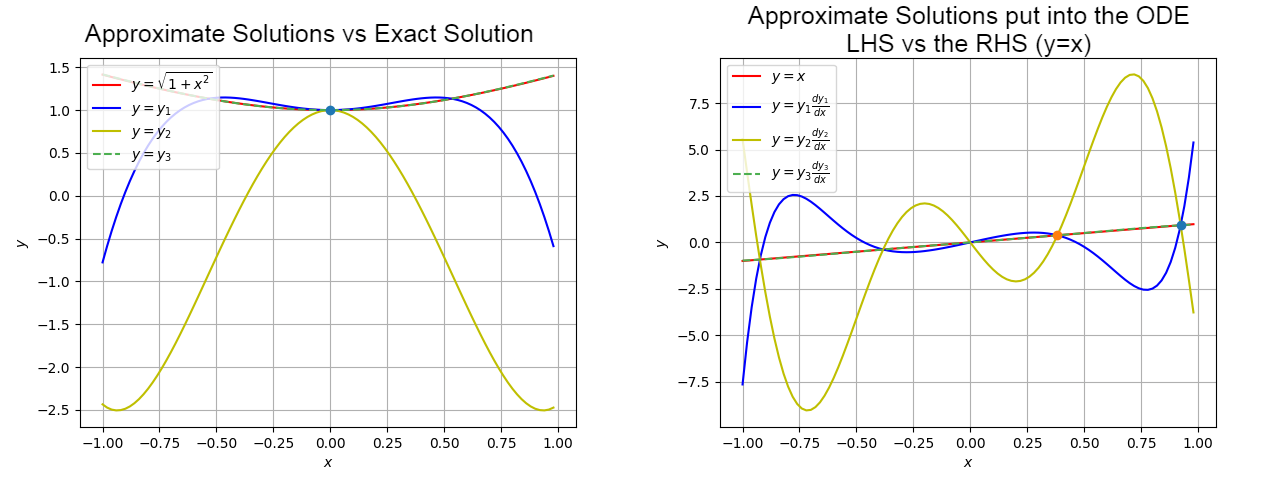 Approximate Solutions vs Exact Solution
y = √1 + x²
y = y₁
y = y₂
y = y₃
1.5
1.0
0.5
0.0
−0.5
−1.0
−1.5
−2.0
−2.5
y
−1.00 −0.75 −0.50 −0.25 0.00 0.25 0.50 0.75 1.00
x
Approximate Solutions put into the ODE
LHS vs the RHS (y=x)
y = x
y = y₁ dy₁/dx
y = y₂ dy₂/dx
y = y₃ dy₃/dx
7.5
5.0
2.5
0.0
−2.5
−5.0
−7.5
y
−1.00 −0.75 −0.50 −0.25 0.00 0.25 0.50 0.75 1.00
x